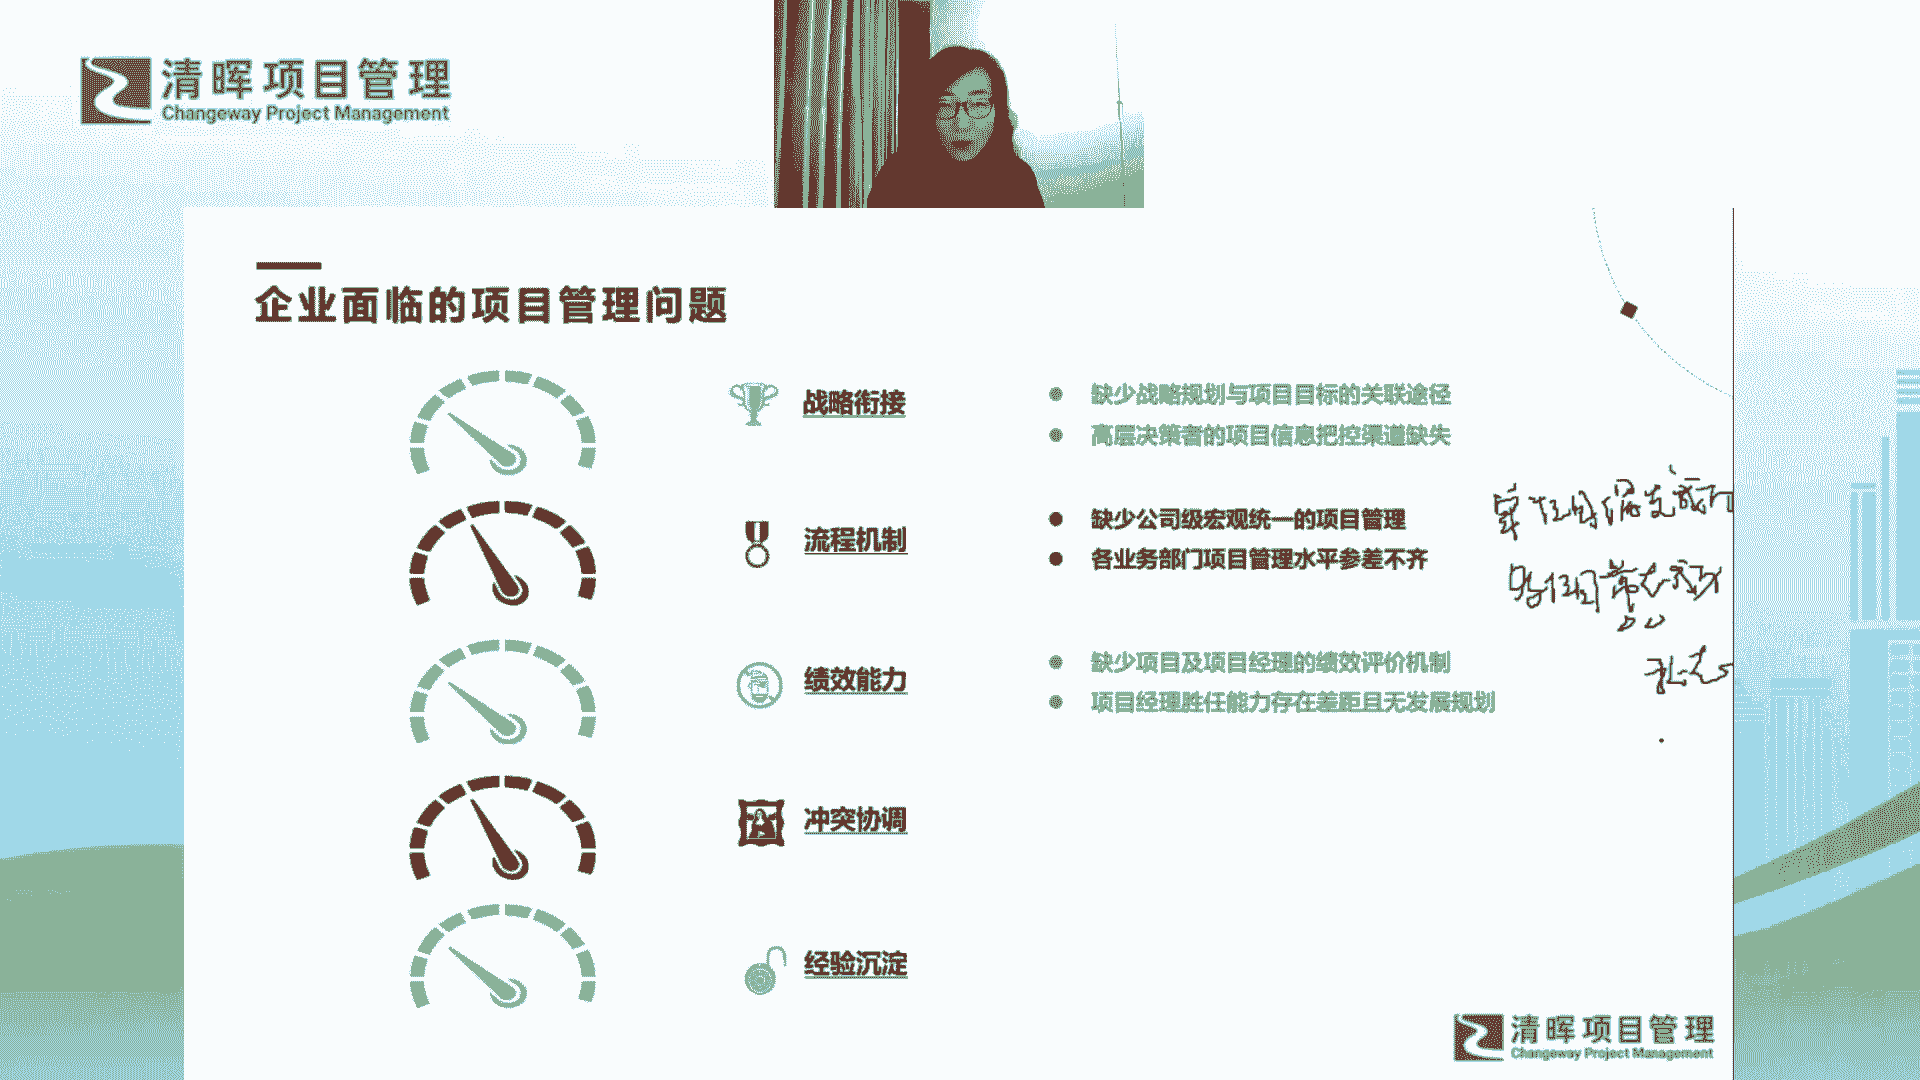 清晖项目管理
Changeway Project Management
企业面临的项目管理问题
战略衔接
缺少战略规划与项目目标的关联途径
高层决策者的项目信息把控渠道缺失
流程机制
缺少公司级宏观统一的项目管理
各业务部门项目管理水平参差不齐
绩效能力
缺少项目及项目经理的绩效评价机制
项目经理胜任能力存在差距且无发展规划
冲突协调
经验沉淀
清晖项目管理
Changeway Project Management